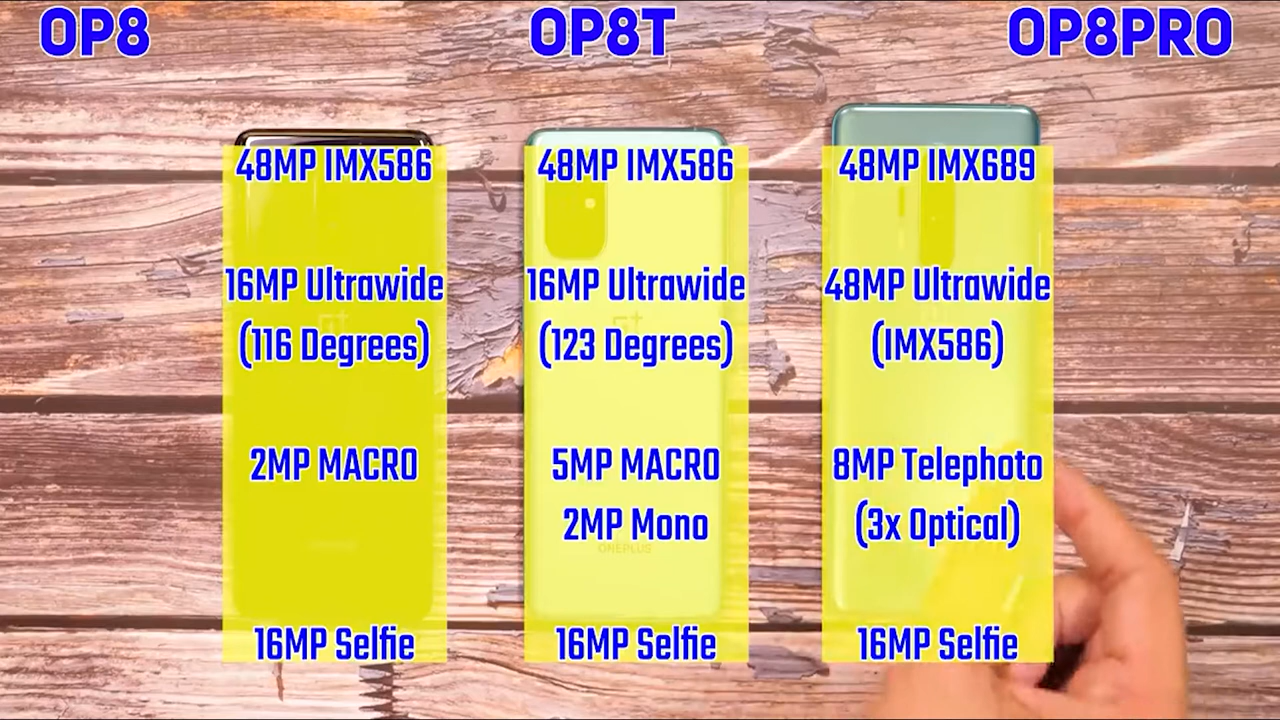 OP8
OP8T
OP8PRO
48MP IMX586
16MP Ultrawide
(116 Degrees)
2MP MACRO
16MP Selfie
48MP IMX586
16MP Ultrawide
(123 Degrees)
5MP MACRO
2MP Mono
ONEPLUS
16MP Selfie
48MP IMX689
48MP Ultrawide
(IMX586)
8MP Telephoto
(3x Optical)
16MP Selfie